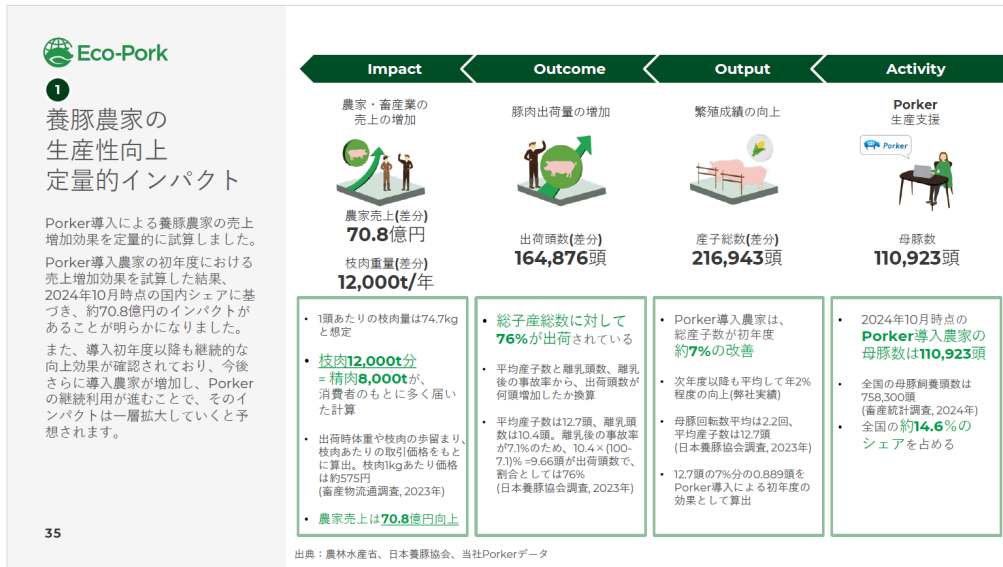 Eco-Pork
1
養豚農家の
生産性向上
定量的インパクト
Porker導入による養豚農家の売上
増加効果を定量的に試算しました。
Porker導入農家の初年度における
売上増加効果を試算した結果、
2024年10月時点の国内シェアに基
づき、約70.8億円のインパクトが
あることが明らかになりました。
また、導入初年度以降も継続的な
向上効果が確認されており、今後
さらに導入農家が増加し、Porker
の継続利用が進むことで、そのイ
ンパクトは一層拡大していくと予
想されます。
35
Impact
農家・畜産業の
売上の増加
農家売上(差分)
70.8億円
枝肉重量(差分)
12,000t/年
• 1頭あたりの枝肉量は74.7kg
と想定
• 枝肉12,000t分
= 精肉8,000tが、
消費者のもとに多く届い
た計算
• 出荷時体重や枝肉の歩留まり、
枝肉あたりの取引価格をもと
に算出。枝肉1kgあたり価格
は約575円
(畜産物流通調査, 2023年)
• 農家売上は70.8億円向上
Outcome
豚肉出荷量の増加
出荷頭数(差分)
164,876頭
• 総子産総数に対して
76%が出荷されている
• 平均産子数と離乳頭数、離乳
後の事故率から、出荷頭数が
何頭増加したか換算
• 平均産子数は12.7頭、離乳頭
数は10.4頭。離乳後の事故率
が7.1%のため、10.4×(100-
7.1)% =9.66頭が出荷頭数で、
割合としては76%
(日本養豚協会調査, 2023年)
Output
繁殖成績の向上
産子総数(差分)
216,943頭
• Porker導入農家は、
総産子数が初年度
約7%の改善
• 次年度以降も平均して年2%
程度の向上(弊社実績)
• 母豚回転数平均は2.2回、
平均産子数は12.7頭
(日本養豚協会調査, 2023年)
• 12.7頭の7%分の0.889頭を
Porker導入による初年度の
効果として算出
Activity
Porker
生産支援
Porker
母豚数
110,923頭
• 2024年10月時点の
Porker導入農家の
母豚数は110,923頭
• 全国の母豚飼養頭数は
758,300頭
(畜産統計調査, 2024年)
• 全国の約14.6%の
シェアを占める
出典：農林水産省、日本養豚協会、当社Porkerデータ